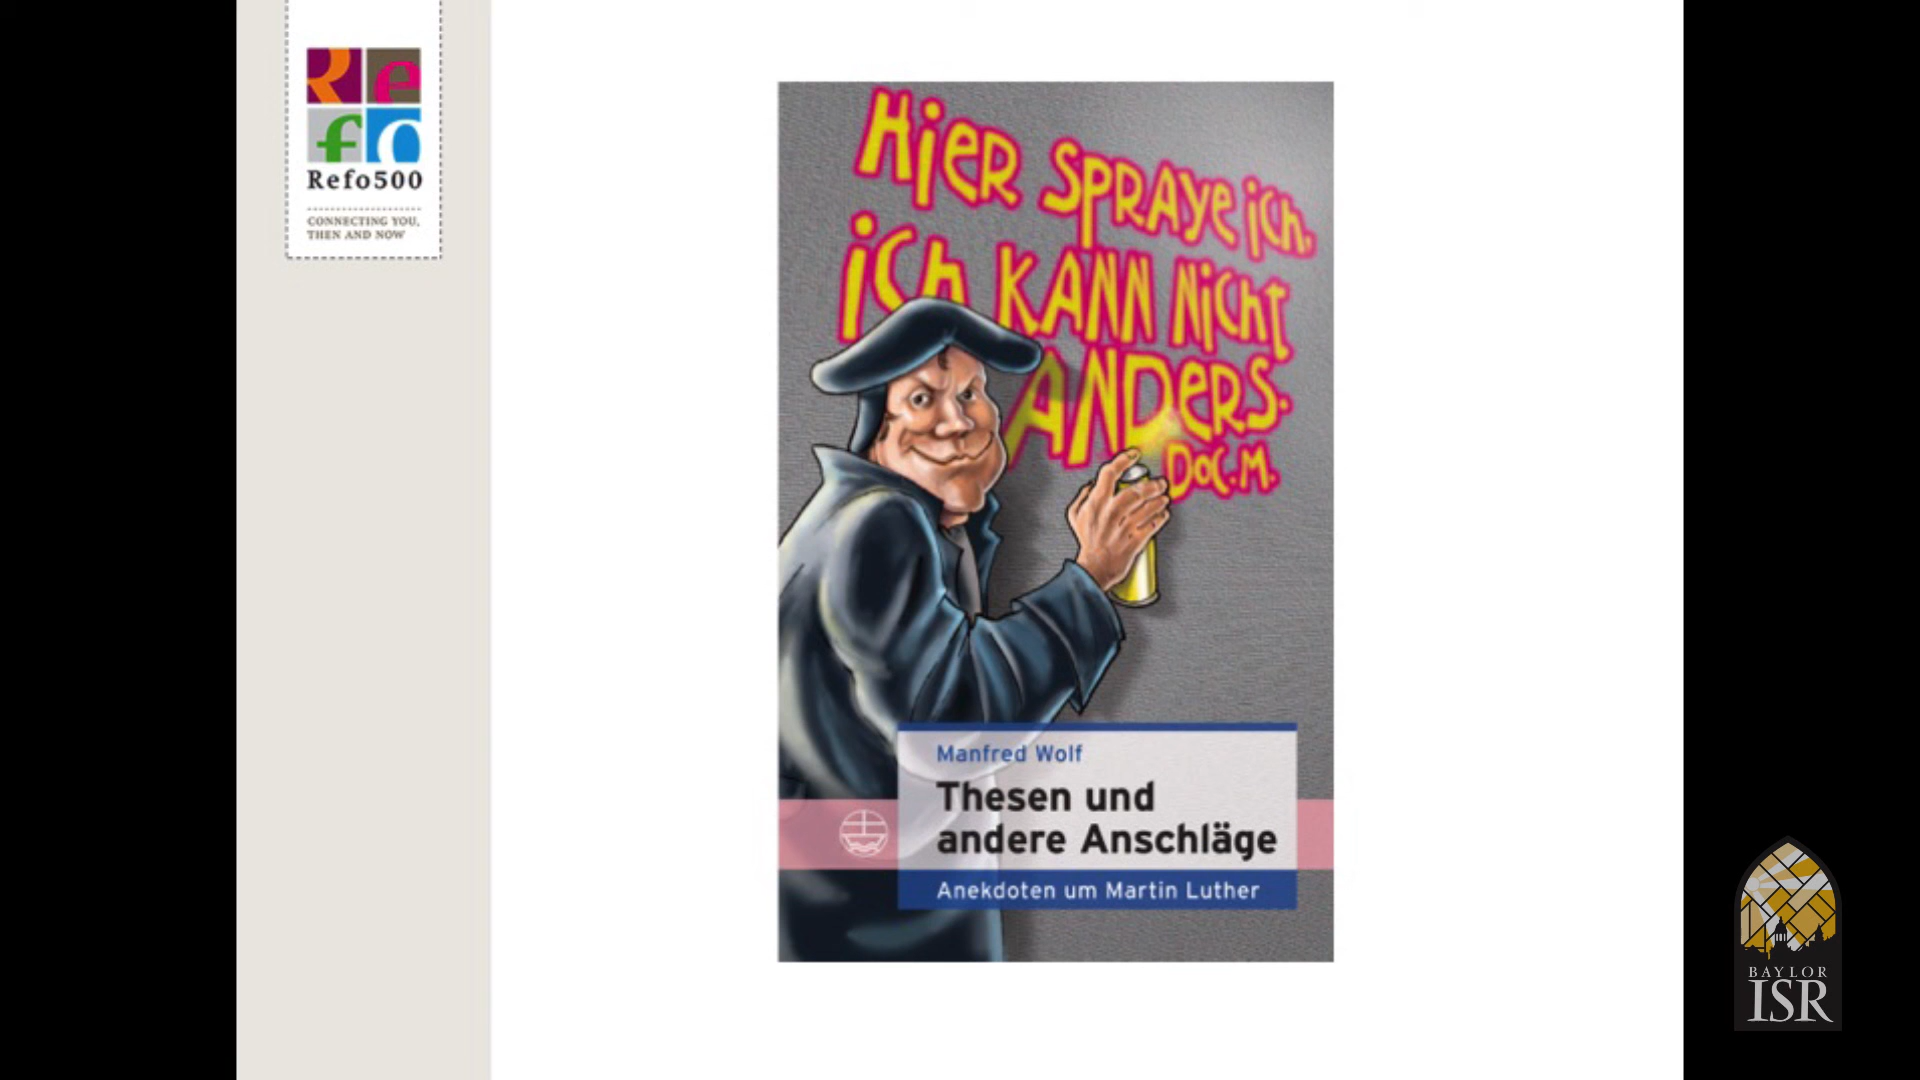 Refo
Refo500
CONNECTING YOU,
THEN AND NOW
Hier SPRAYe ich,
ich KANN Nicht
ANDeRS.
Doc.M.
Manfred Wolf
Thesen und
andere Anschläge
Anekdoten um Martin Luther
BAYLOR
ISR